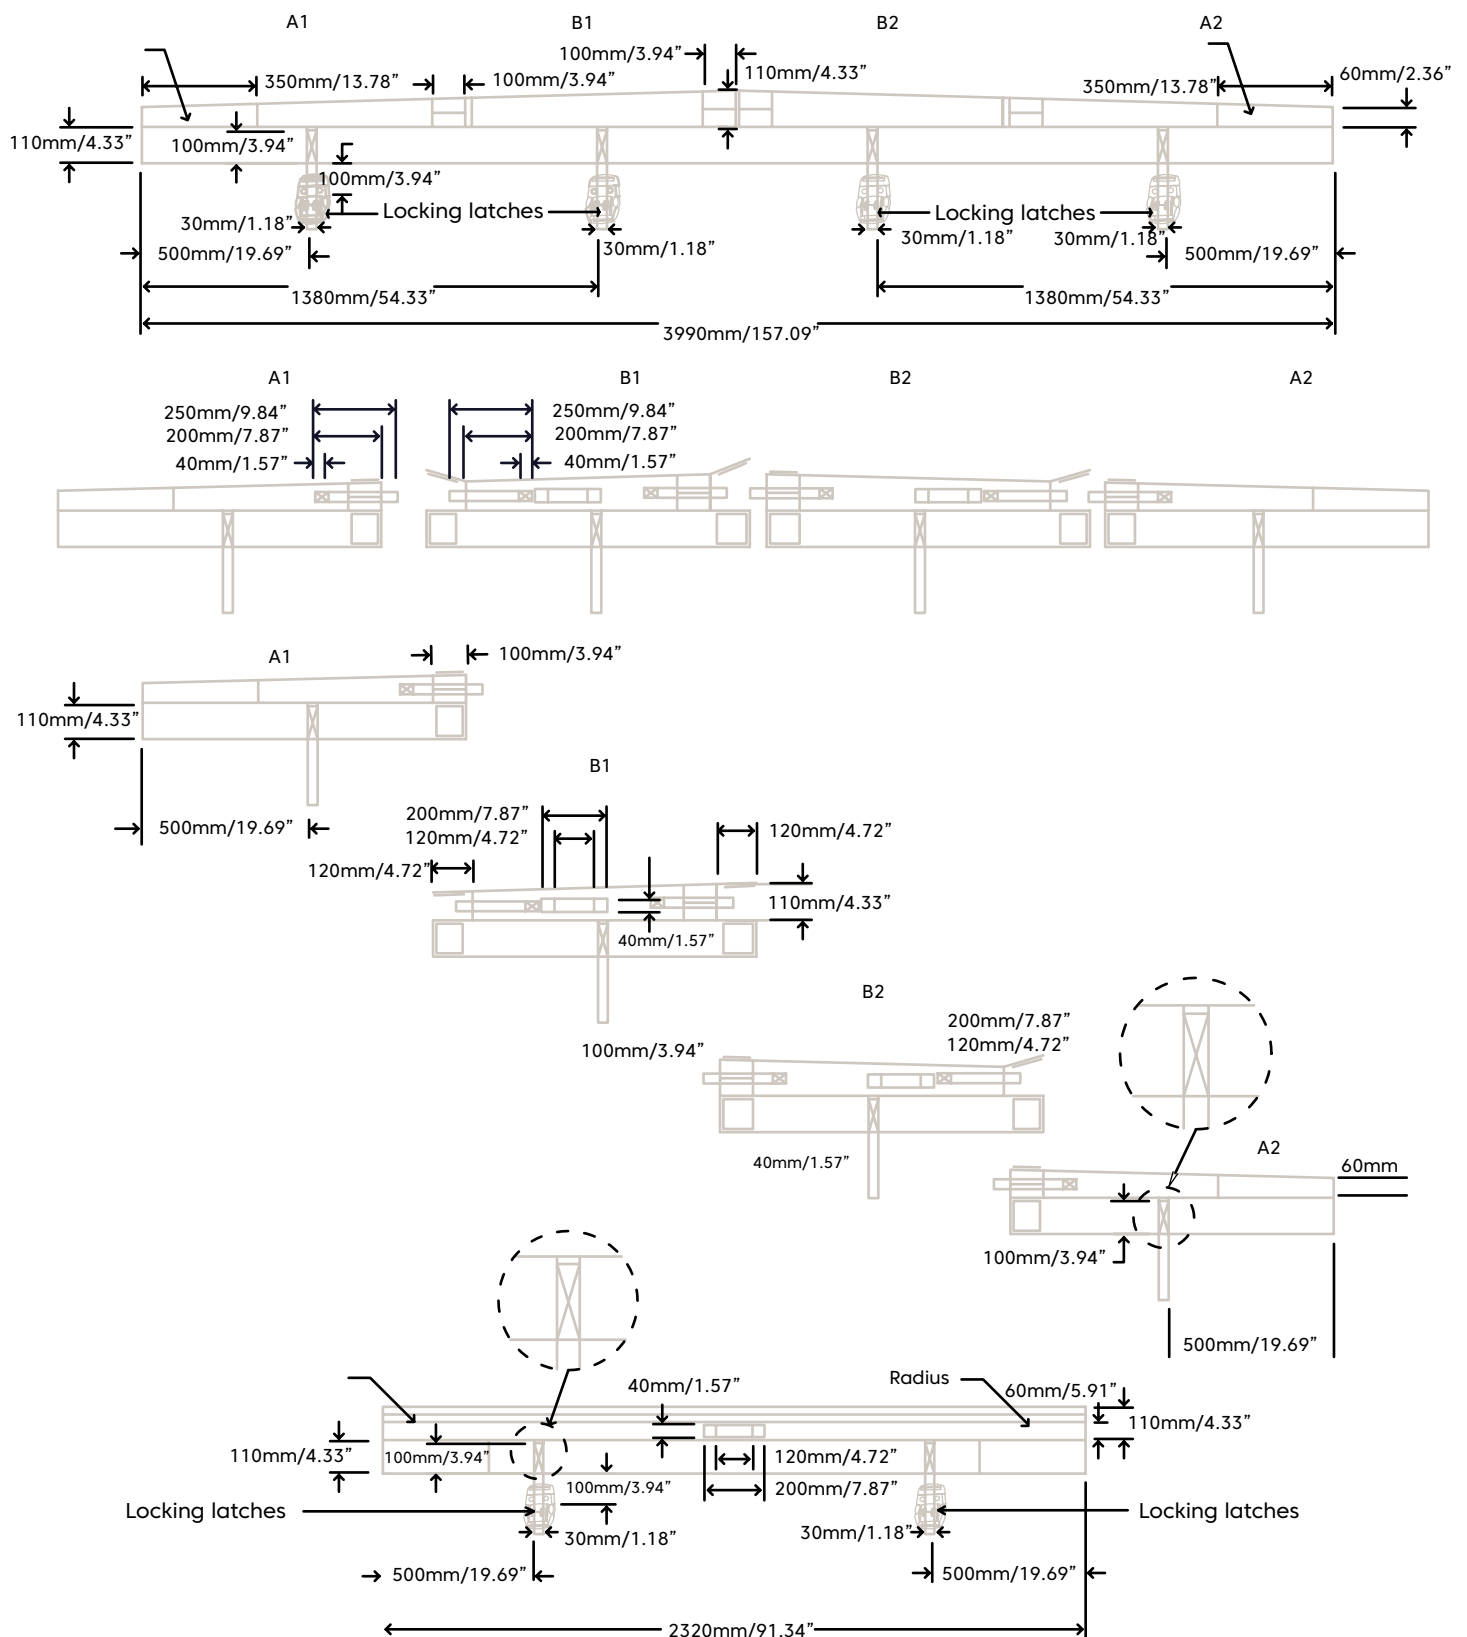 A1
B1
B2
A2
100mm/3.94”
110mm/4.33”
350mm/13.78”
100mm/3.94”
350mm/13.78”
60mm/2.36”
110mm/4.33”
100mm/3.94”
100mm/3.94”
Locking latches
Locking latches
30mm/1.18”
30mm/1.18”
30mm/1.18”
30mm/1.18”
500mm/19.69”
500mm/19.69”
1380mm/54.33”
1380mm/54.33”
3990mm/157.09”
A1
B1
B2
A2
250mm/9.84”
250mm/9.84”
200mm/7.87”
200mm/7.87”
40mm/1.57”
40mm/1.57”
A1
100mm/3.94”
110mm/4.33”
500mm/19.69”
B1
200mm/7.87”
120mm/4.72”
120mm/4.72”
120mm/4.72”
110mm/4.33”
40mm/1.57”
B2
100mm/3.94”
200mm/7.87”
120mm/4.72”
40mm/1.57”
A2
60mm
100mm/3.94”
500mm/19.69”
40mm/1.57”
Radius
60mm/5.91”
110mm/4.33”
110mm/4.33”
100mm/3.94”
120mm/4.72”
100mm/3.94”
200mm/7.87”
Locking latches
Locking latches
30mm/1.18”
30mm/1.18”
500mm/19.69”
500mm/19.69”
2320mm/91.34”